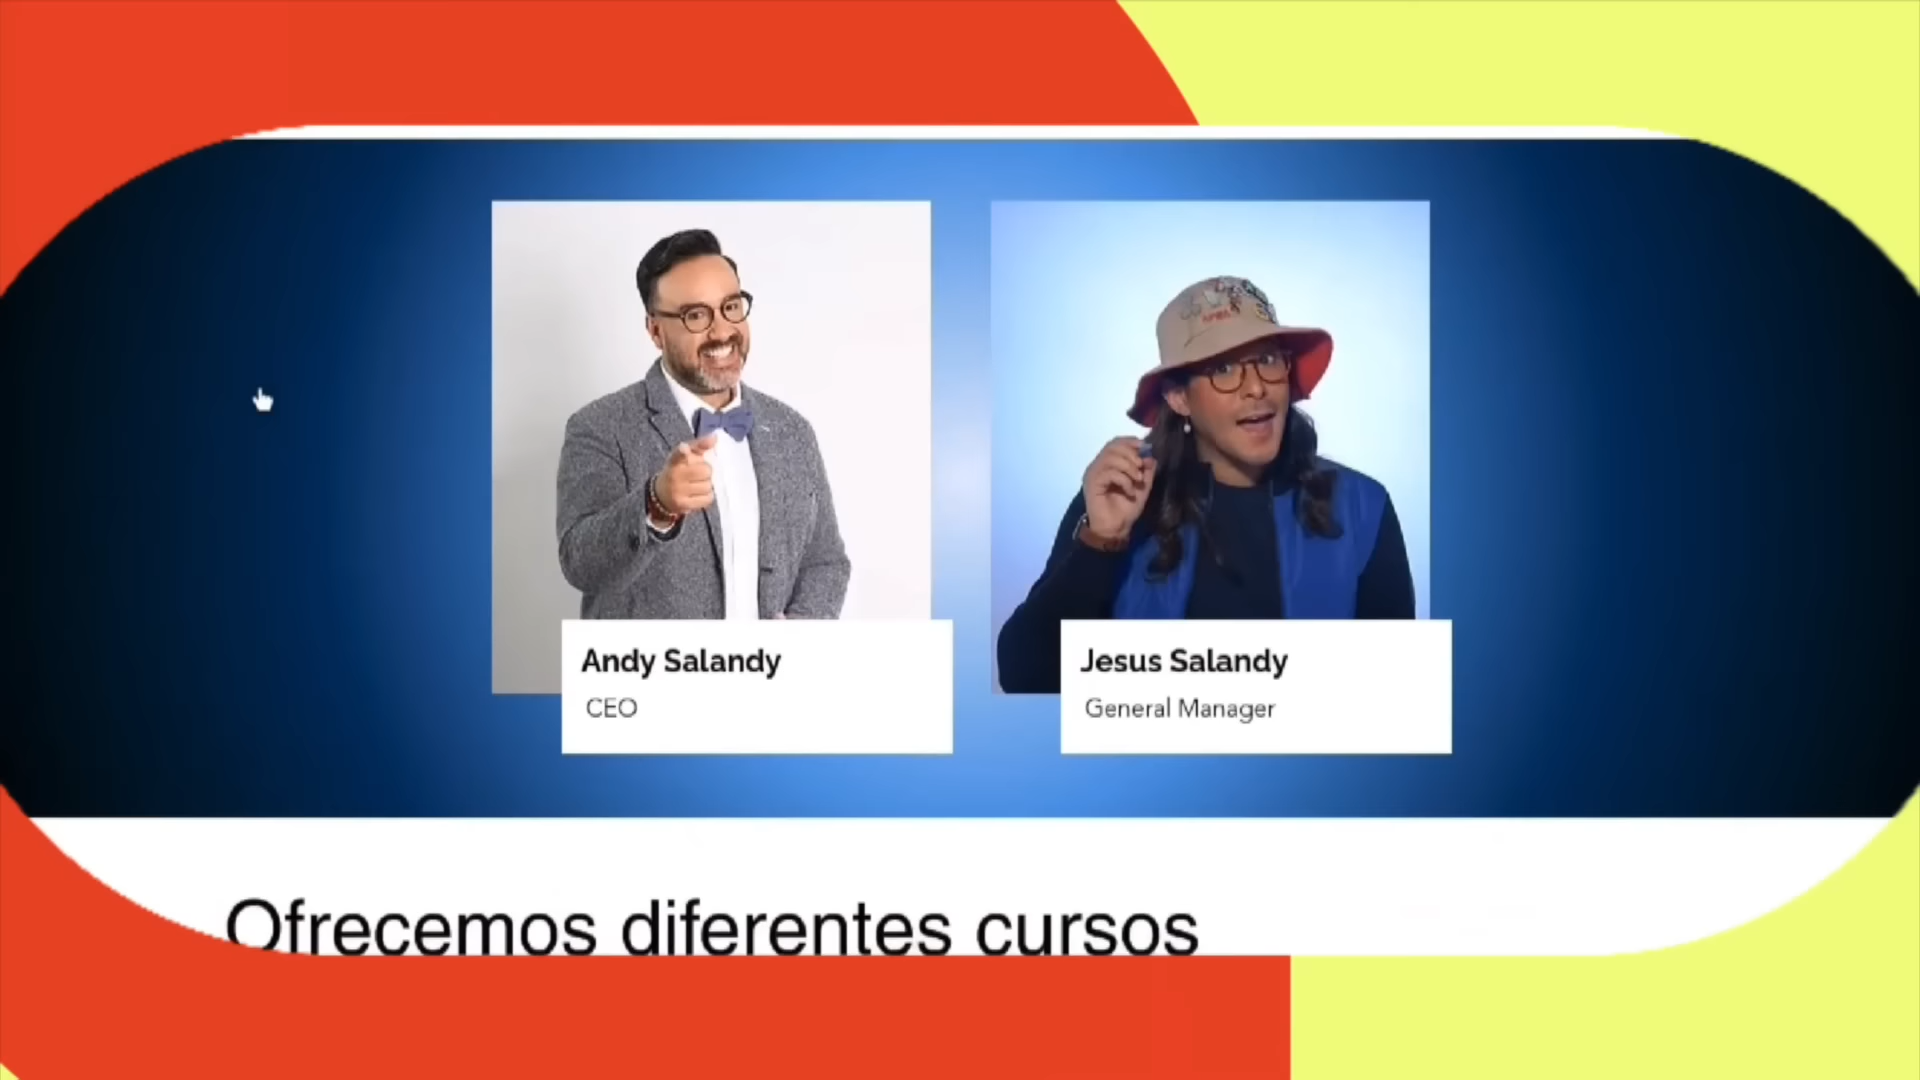 Andy Salandy
CEO
Jesus Salandy
General Manager
Ofrecemos diferentes cursos